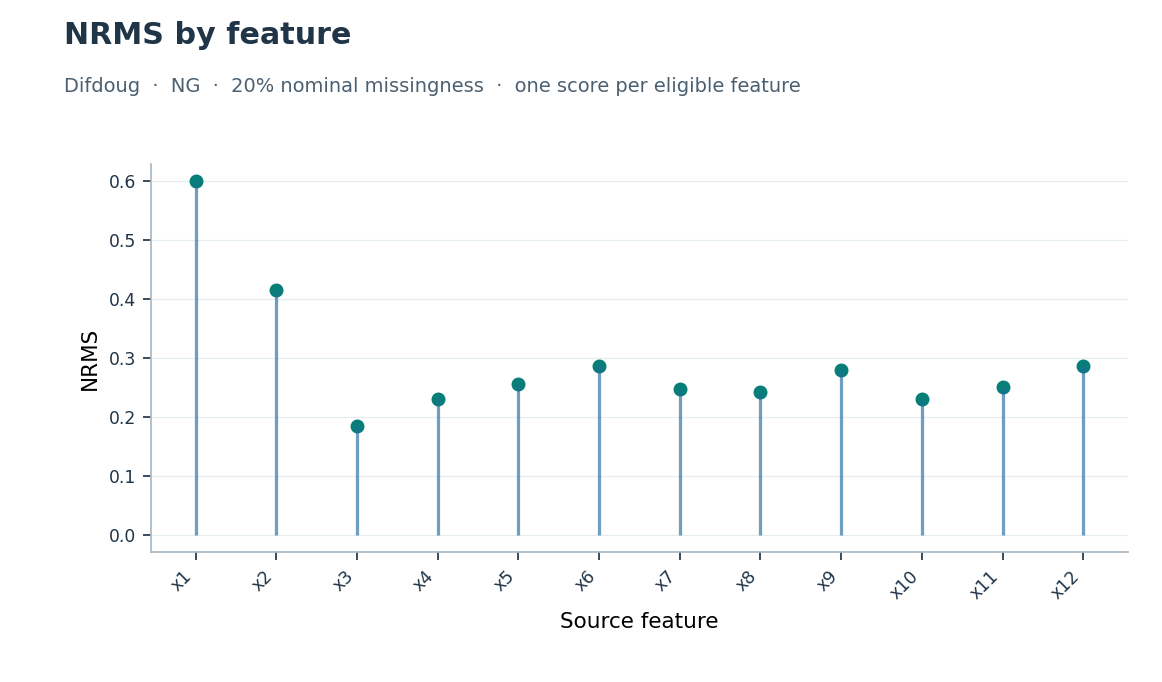 NRMS by feature
Difdoug · NG · 20% nominal missingness · one score per eligible feature
NRMS
0.6
0.5
0.4
0.3
0.2
0.1
0.0
x1 x2 x3 x4 x5 x6 x7 x8 x9 x10 x11 x12
Source feature